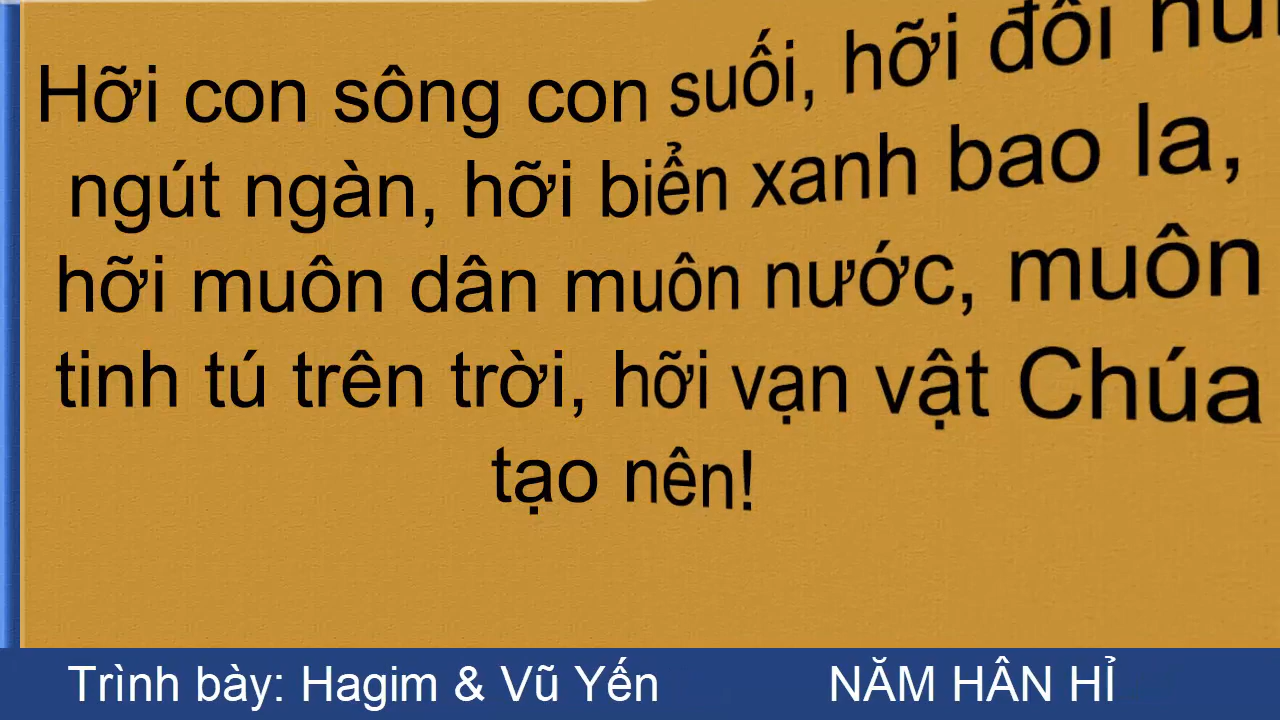 Hỡi con sông con suối, hỡi đồi núi
ngút ngàn, hỡi biển xanh bao la,
hỡi muôn dân muôn nước, muôn
tinh tú trên trời, hỡi vạn vật Chúa
tạo nên!
Trình bày: Hagim & Vũ Yến NĂM HÂN HỈ